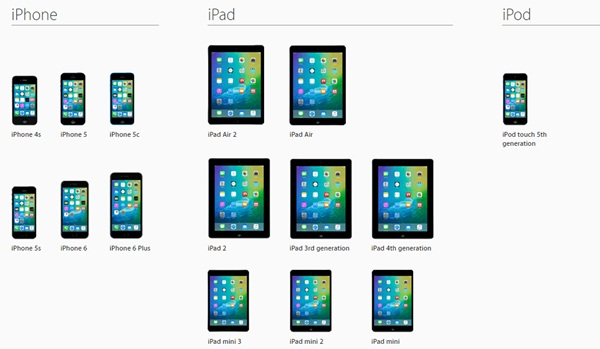 iPhone
iPad
iPod
iPhone 4s
iPhone 5
iPhone 5c
iPad Air 2
iPad Air
iPod touch 5th
generation
iPhone 5s
iPhone 6
iPhone 6 Plus
iPad 2
iPad 3rd generation
iPad 4th generation
iPad mini 3
iPad mini 2
iPad mini